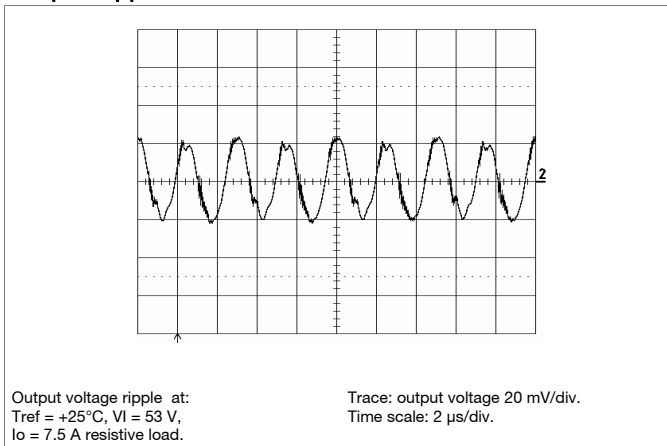 2
Output voltage ripple at:
Tref = +25°C, VI = 53 V,
Io = 7.5 A resistive load.
Trace: output voltage 20 mV/div.
Time scale: 2 µs/div.